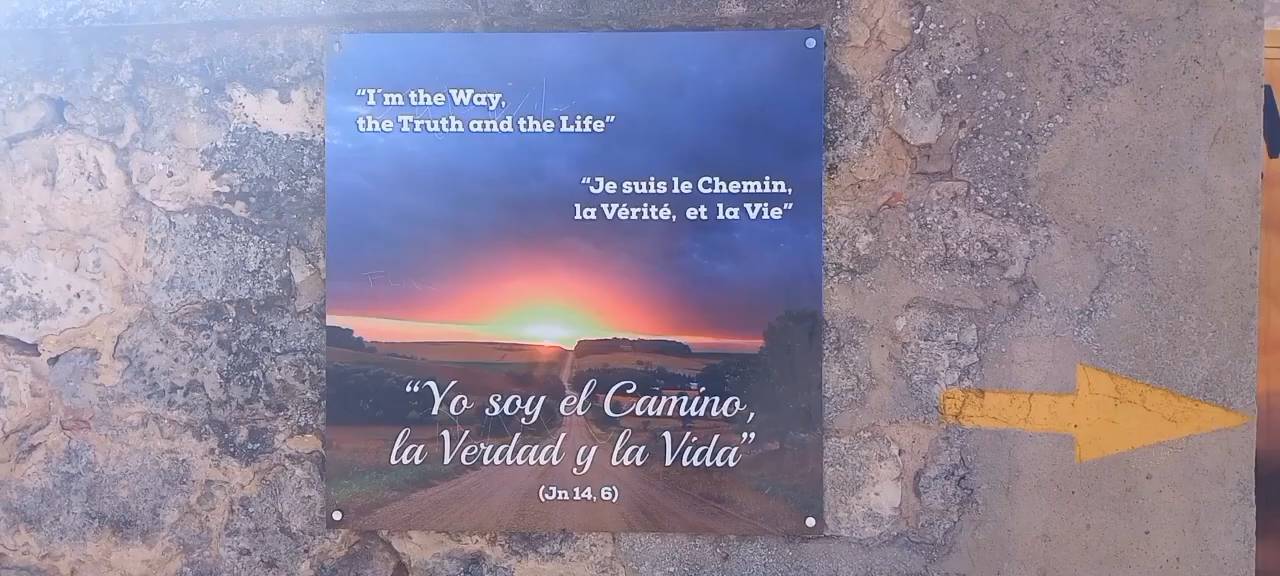 “I´m the Way,
the Truth and the Life”
“Je suis le Chemin,
la Vérité, et la Vie”
“Yo soy el Camino,
la Verdad y la Vida”
(Jn 14, 6)